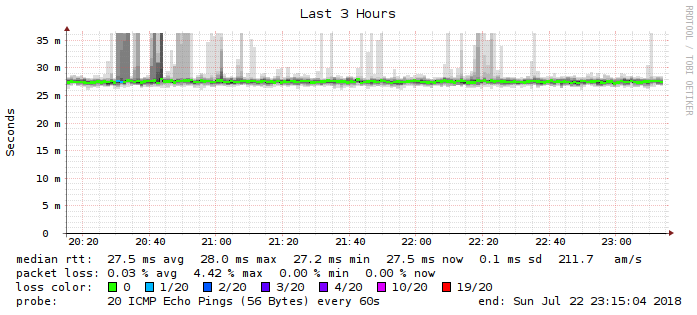 Last 3 Hours
RRDTOOL / TOBI OETIKER
Seconds
35 m
30 m
25 m
20 m
15 m
10 m
5 m
0
20:20 20:40 21:00 21:20 21:40 22:00 22:20 22:40 23:00
median rtt: 27.5 ms avg 28.0 ms max 27.2 ms min 27.5 ms now 0.1 ms sd 211.7 am/s
packet loss: 0.03 % avg 4.42 % max 0.00 % min 0.00 % now
loss color: 0 1/20 2/20 3/20 4/20 10/20 19/20
probe: 20 ICMP Echo Pings (56 Bytes) every 60s end: Sun Jul 22 23:15:04 2018